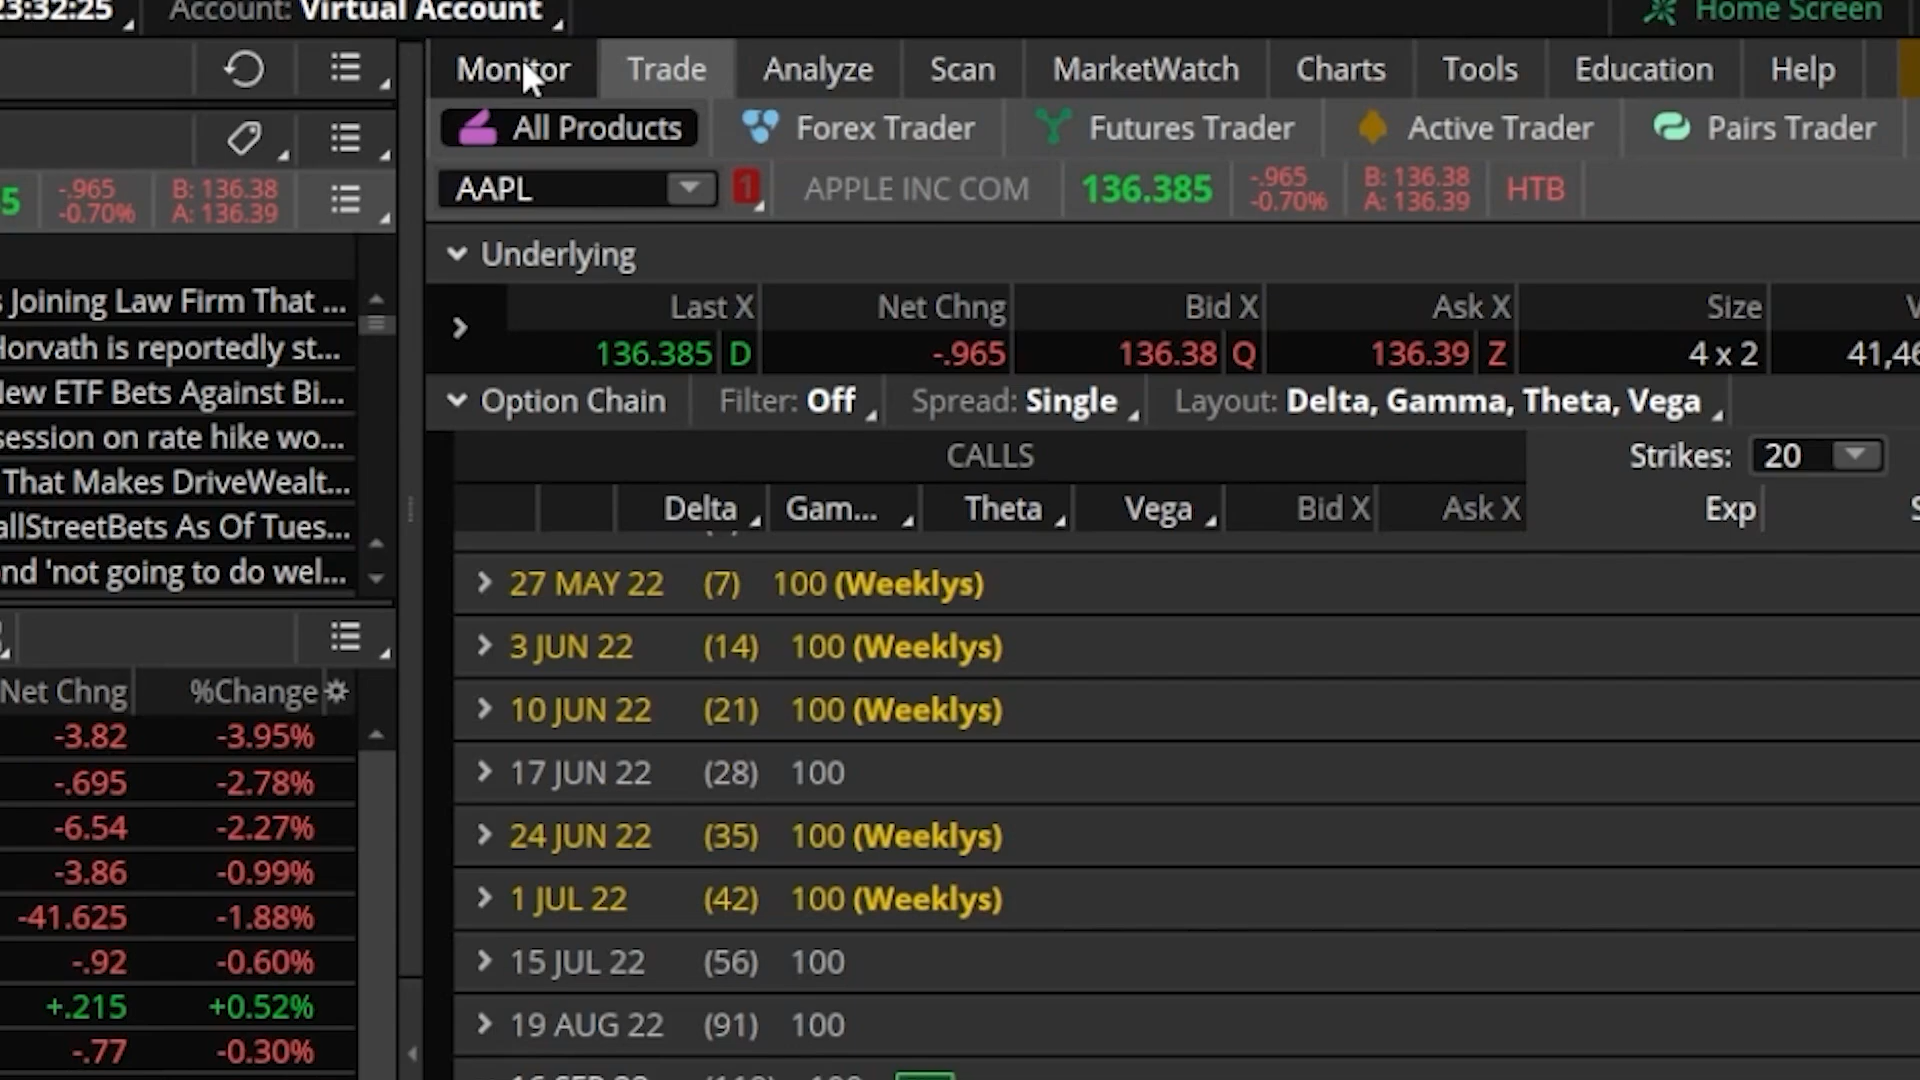 23:32:25 Account: Virtual Account Home Screen
Monitor Trade Analyze Scan MarketWatch Charts Tools Education Help
All Products Forex Trader Futures Trader Active Trader Pairs Trader
5 -.965 -0.70% B: 136.38 A: 136.39
AAPL 1 APPLE INC COM 136.385 -.965 -0.70% B: 136.38 A: 136.39 HTB
Underlying
Last X Net Chng Bid X Ask X Size
136.385 D -.965 136.38 Q 136.39 Z 4 x 2 41,46
Option Chain Filter: Off Spread: Single Layout: Delta, Gamma, Theta, Vega
CALLS Strikes: 20
Delta Gam... Theta Vega Bid X Ask X Exp
27 MAY 22 (7) 100 (Weeklys)
3 JUN 22 (14) 100 (Weeklys)
10 JUN 22 (21) 100 (Weeklys)
17 JUN 22 (28) 100
24 JUN 22 (35) 100 (Weeklys)
1 JUL 22 (42) 100 (Weeklys)
15 JUL 22 (56) 100
19 AUG 22 (91) 100
s Joining Law Firm That ...
Horvath is reportedly st...
New ETF Bets Against Bi...
session on rate hike wo...
That Makes DriveWealt...
allStreetBets As Of Tues...
nd 'not going to do wel...
Net Chng %Change
-3.82 -3.95%
-.695 -2.78%
-6.54 -2.27%
-3.86 -0.99%
-41.625 -1.88%
-.92 -0.60%
+.215 +0.52%
-.77 -0.30%